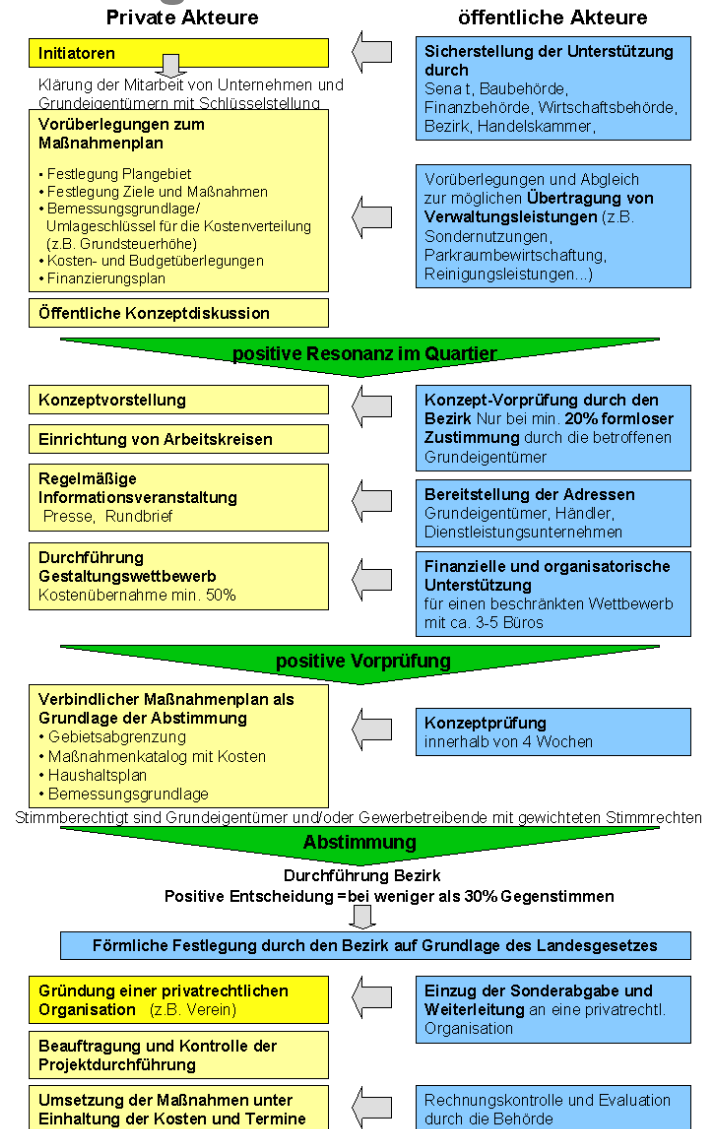 Private Akteure
öffentliche Akteure
Initiatoren
Klärung der Mitarbeit von Unternehmen und
Grundeigentümern mit Schlüsselstellung
Sicherstellung der Unterstützung
durch
Sena t, Baubehörde,
Finanzbehörde, Wirtschaftsbehörde,
Bezirk, Handelskammer,
Vorüberlegungen zum
Maßnahmenplan
• Festlegung Plangebiet
• Festlegung Ziele und Maßnahmen
• Bemessungsgrundlage/
Umlageschlüssel für die Kostenverteilung
(z.B. Grundsteuerhöhe)
• Kosten- und Budgetüberlegungen
• Finanzierungsplan
Vorüberlegungen und Abgleich
zur möglichen Übertragung von
Verwaltungsleistungen (z.B.
Sondernutzungen,
Parkraumbewirtschaftung,
Reinigungsleistungen...)
Öffentliche Konzeptdiskussion
positive Resonanz im Quartier
Konzeptvorstellung
Einrichtung von Arbeitskreisen
Konzept-Vorprüfung durch den
Bezirk Nur bei min. 20% formloser
Zustimmung durch die betroffenen
Grundeigentümer
Regelmäßige
Informationsveranstaltung
Presse, Rundbrief
Bereitstellung der Adressen
Grundeigentümer, Händler,
Dienstleistungsunternehmen
Durchführung
Gestaltungswettbewerb
Kostenübernahme min. 50%
Finanzielle und organisatorische
Unterstützung
für einen beschränkten Wettbewerb
mit ca. 3-5 Büros
positive Vorprüfung
Verbindlicher Maßnahmenplan als
Grundlage der Abstimmung
• Gebietsabgrenzung
• Maßnahmenkatalog mit Kosten
• Haushaltsplan
• Bemessungsgrundlage
Konzeptprüfung
innerhalb von 4 Wochen
Stimmberechtigt sind Grundeigentümer und/oder Gewerbetreibende mit gewichteten Stimmrechten
Abstimmung
Durchführung Bezirk
Positive Entscheidung =bei weniger als 30% Gegenstimmen
Förmliche Festlegung durch den Bezirk auf Grundlage des Landesgesetzes
Gründung einer privatrechtlichen
Organisation (z.B. Verein)
Einzug der Sonderabgabe und
Weiterleitung an eine privatrechtl.
Organisation
Beauftragung und Kontrolle der
Projektdurchführung
Umsetzung der Maßnahmen unter
Einhaltung der Kosten und Termine
Rechnungskontrolle und Evaluation
durch die Behörde